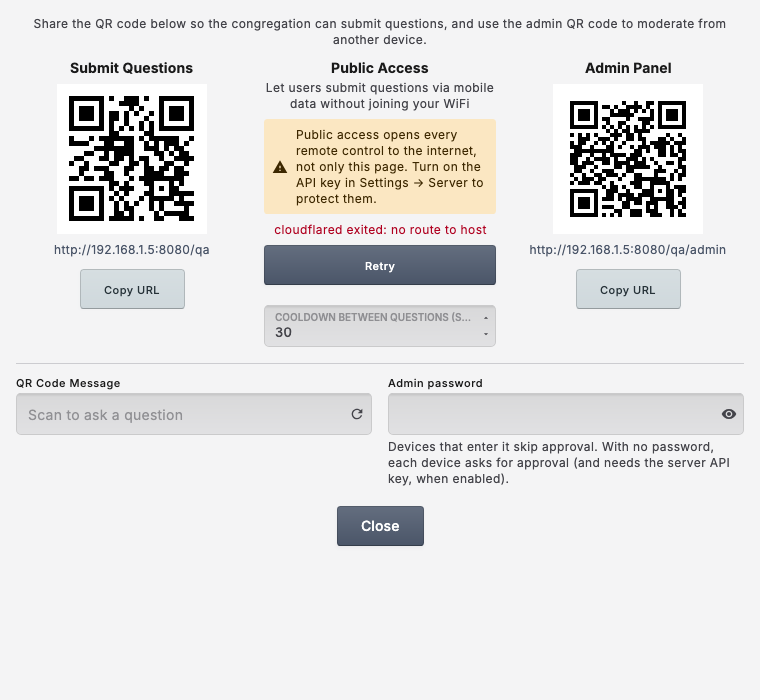 Share the QR code below so the congregation can submit questions, and use the admin QR code to moderate from
another device.
Submit Questions
http://192.168.1.5:8080/qa
Copy URL
Public Access
Let users submit questions via mobile
data without joining your WiFi
Public access opens every
remote control to the internet,
not only this page. Turn on the
API key in Settings → Server to
protect them.
cloudflared exited: no route to host
Retry
COOLDOWN BETWEEN QUESTIONS (S...
30
Admin Panel
http://192.168.1.5:8080/qa/admin
Copy URL
QR Code Message
Scan to ask a question
Admin password
Devices that enter it skip approval. With no password,
each device asks for approval (and needs the server API
key, when enabled).
Close